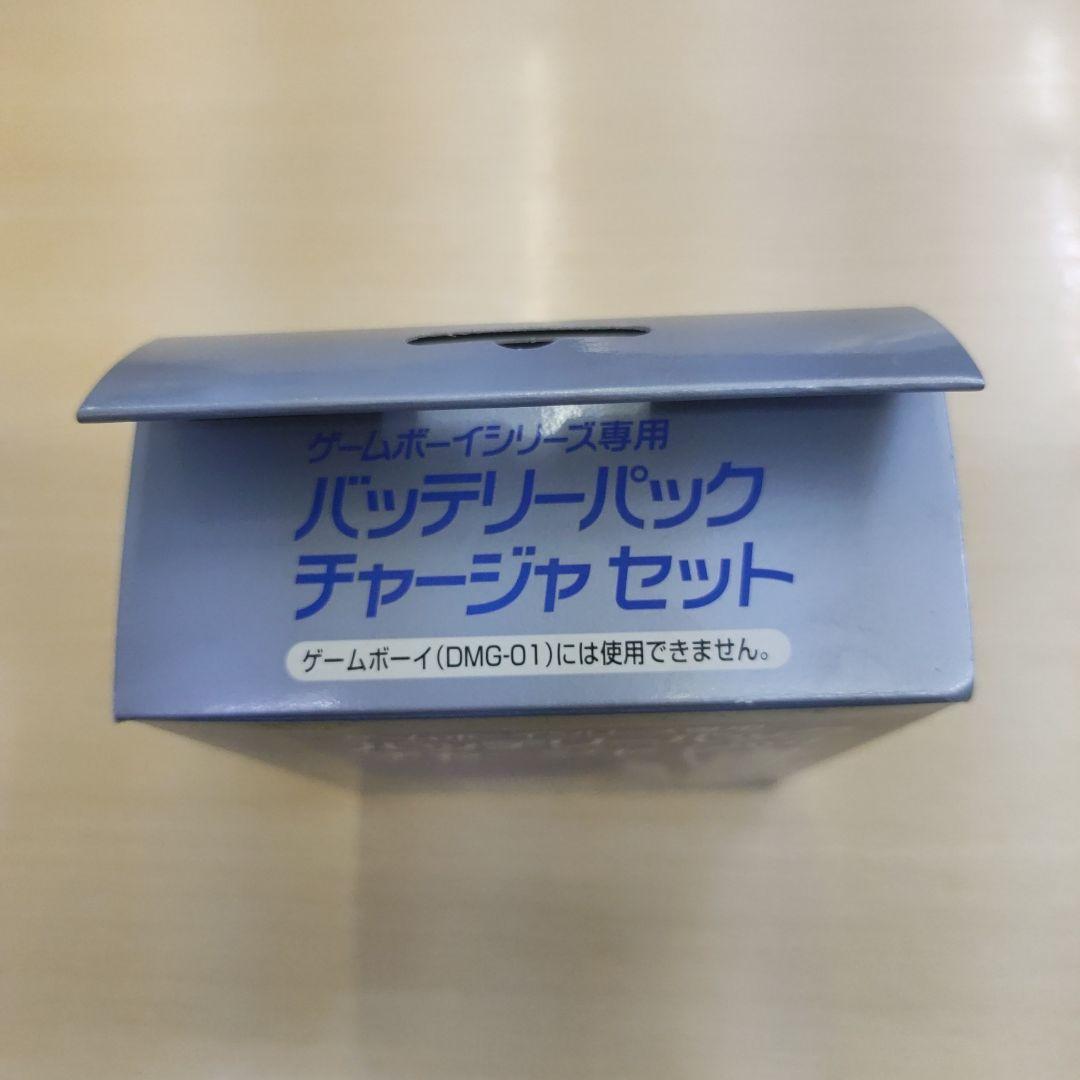 ゲームボーイシリーズ専用
バッテリーパック
チャージャ セット
ゲームボーイ(DMG-01)には使用できません。